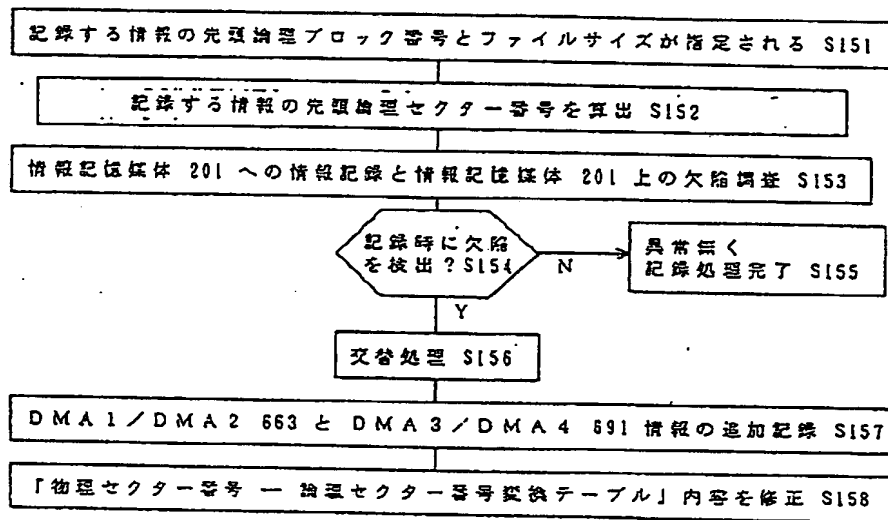 記録する情報の先頭論理ブロック番号とファイルサイズが指定される S151
記録する情報の先頭論理セクター番号を算出 S152
情報記憶媒体 201 への情報記録と情報記憶媒体 201 上の欠陥調査 S153
記録時に欠陥
を検出?S154
N
異常無く
記録処理完了 S155
Y
交替処理 S156
DMA1/DMA2 663 と DMA3/DMA4 691 情報の追加記録 S157
「物理セクター番号 ー 論理セクター番号変換テーブル」内容を修正 S158